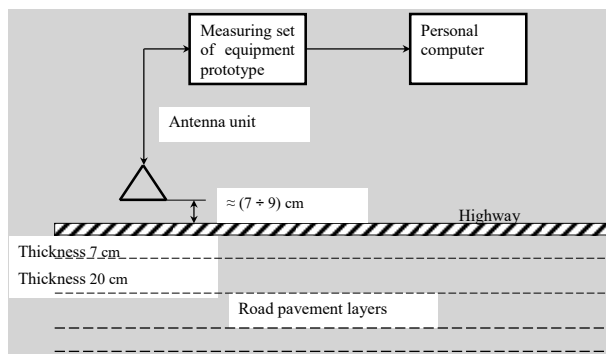 Measuring set
of equipment
prototype
Personal
computer
Antenna unit
≈ (7 ÷ 9) cm
Highway
Thickness 7 cm
Thickness 20 cm
Road pavement layers